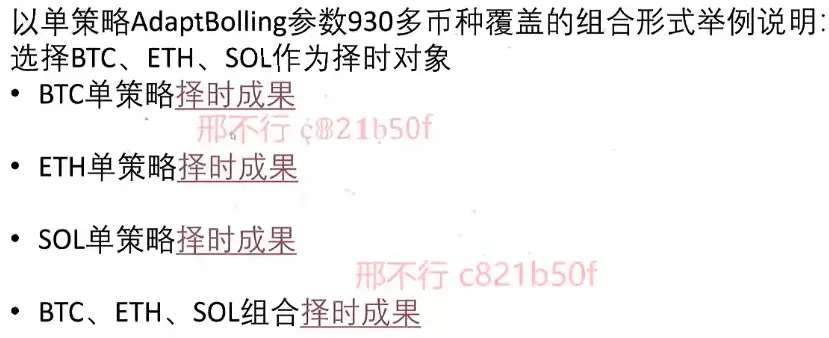 以单策略AdaptBolling参数930多币种覆盖的组合形式举例说明:
选择BTC、ETH、SOL作为择时对象
• BTC单策略择时成果
邢不行 c821b50f
• ETH单策略择时成果
• SOL单策略择时成果
邢不行 c821b50f
• BTC、ETH、SOL组合择时成果